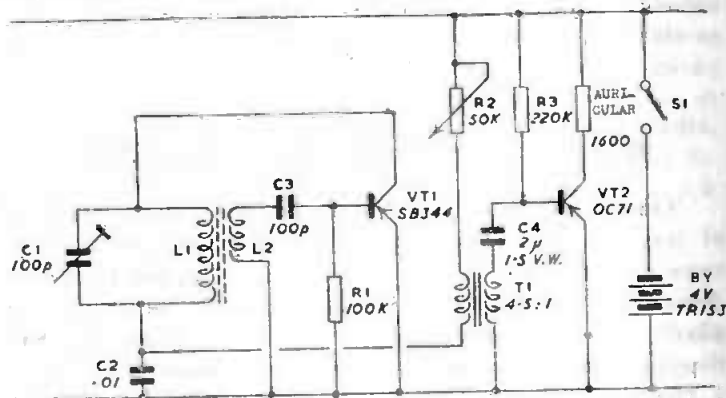 R2
50K
R3
220K
AURI-
GULAR
1600
S1
C3
100p
VT1
SB344
VT2
OC71
C1
100p
L1
L2
C4
2µ
1·5 V.W.
R1
100K
T1
4·5:1
BY
4V
TR153
C2
·01